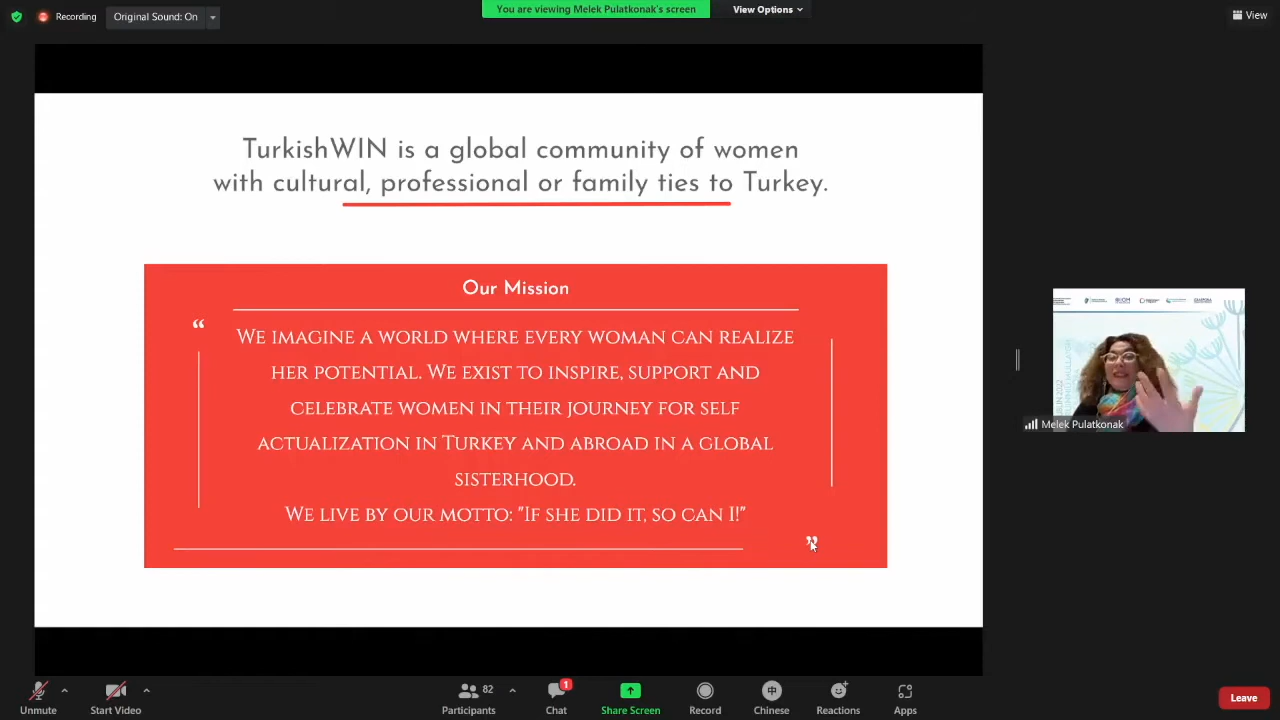 Recording
Original Sound: On
You are viewing Melek Pulatkonak's screen
View Options
View
TurkishWIN is a global community of women
with cultural, professional or family ties to Turkey.
Our Mission
“
We imagine a world where every woman can realize
her potential. We exist to inspire, support and
celebrate women in their journey for self
actualization in Turkey and abroad in a global
sisterhood.
We live by our motto: "If she did it, so can I!"
”
IOM
Melek Pulatkonak
Unmute
Start Video
82
Participants
1
Chat
Share Screen
Record
中
Chinese
Reactions
Apps
Leave